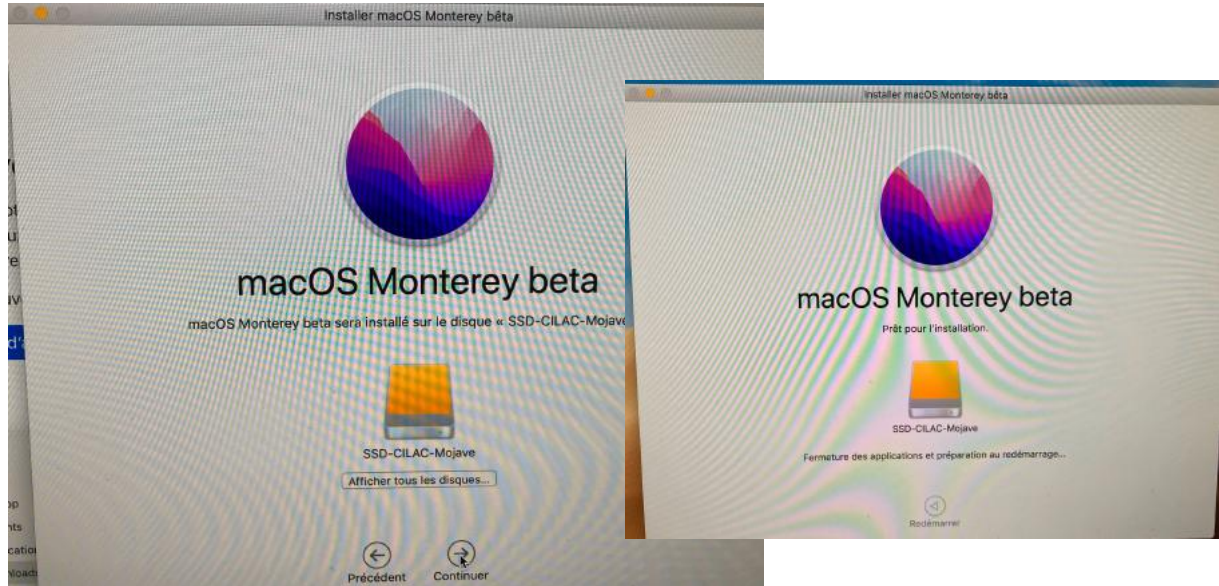 Installer macOS Monterey bêta
macOS Monterey beta
macOS Monterey beta sera installé sur le disque « SSD-CILAC-Mojave
SSD-CILAC-Mojave
Afficher tous les disques...
Précédent
Continuer
Installer macOS Monterey bêta
macOS Monterey beta
Prêt pour l'installation.
SSD-CILAC-Mojave
Fermeture des applications et préparation au redémarrage...
Redémarrer